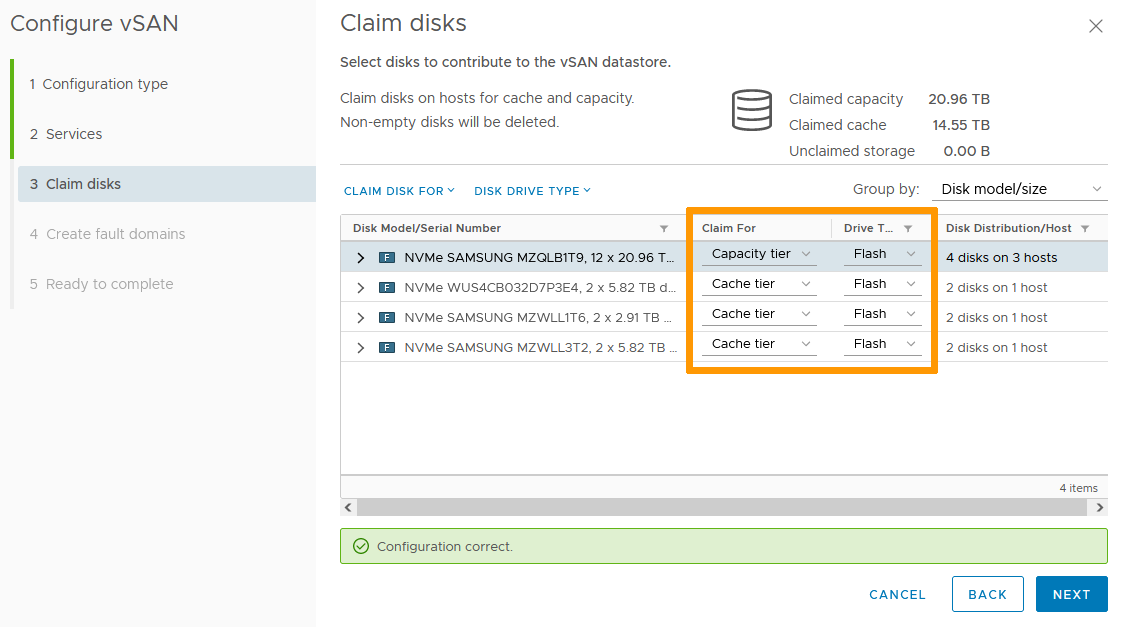 Configure vSAN
1 Configuration type
2 Services
3 Claim disks
4 Create fault domains
5 Ready to complete
Claim disks
Select disks to contribute to the vSAN datastore.
Claim disks on hosts for cache and capacity.
Non-empty disks will be deleted.
Claimed capacity 20.96 TB
Claimed cache 14.55 TB
Unclaimed storage 0.00 B
CLAIM DISK FOR DISK DRIVE TYPE Group by: Disk model/size
Disk Model/Serial Number Claim For Drive T... Disk Distribution/Host
F NVMe SAMSUNG MZQLB1T9, 12 x 20.96 T... Capacity tier Flash 4 disks on 3 hosts
F NVMe WUS4CB032D7P3E4, 2 x 5.82 TB d... Cache tier Flash 2 disks on 1 host
F NVMe SAMSUNG MZWLL1T6, 2 x 2.91 TB ... Cache tier Flash 2 disks on 1 host
F NVMe SAMSUNG MZWLL3T2, 2 x 5.82 TB ... Cache tier Flash 2 disks on 1 host
4 items
Configuration correct.
CANCEL BACK NEXT